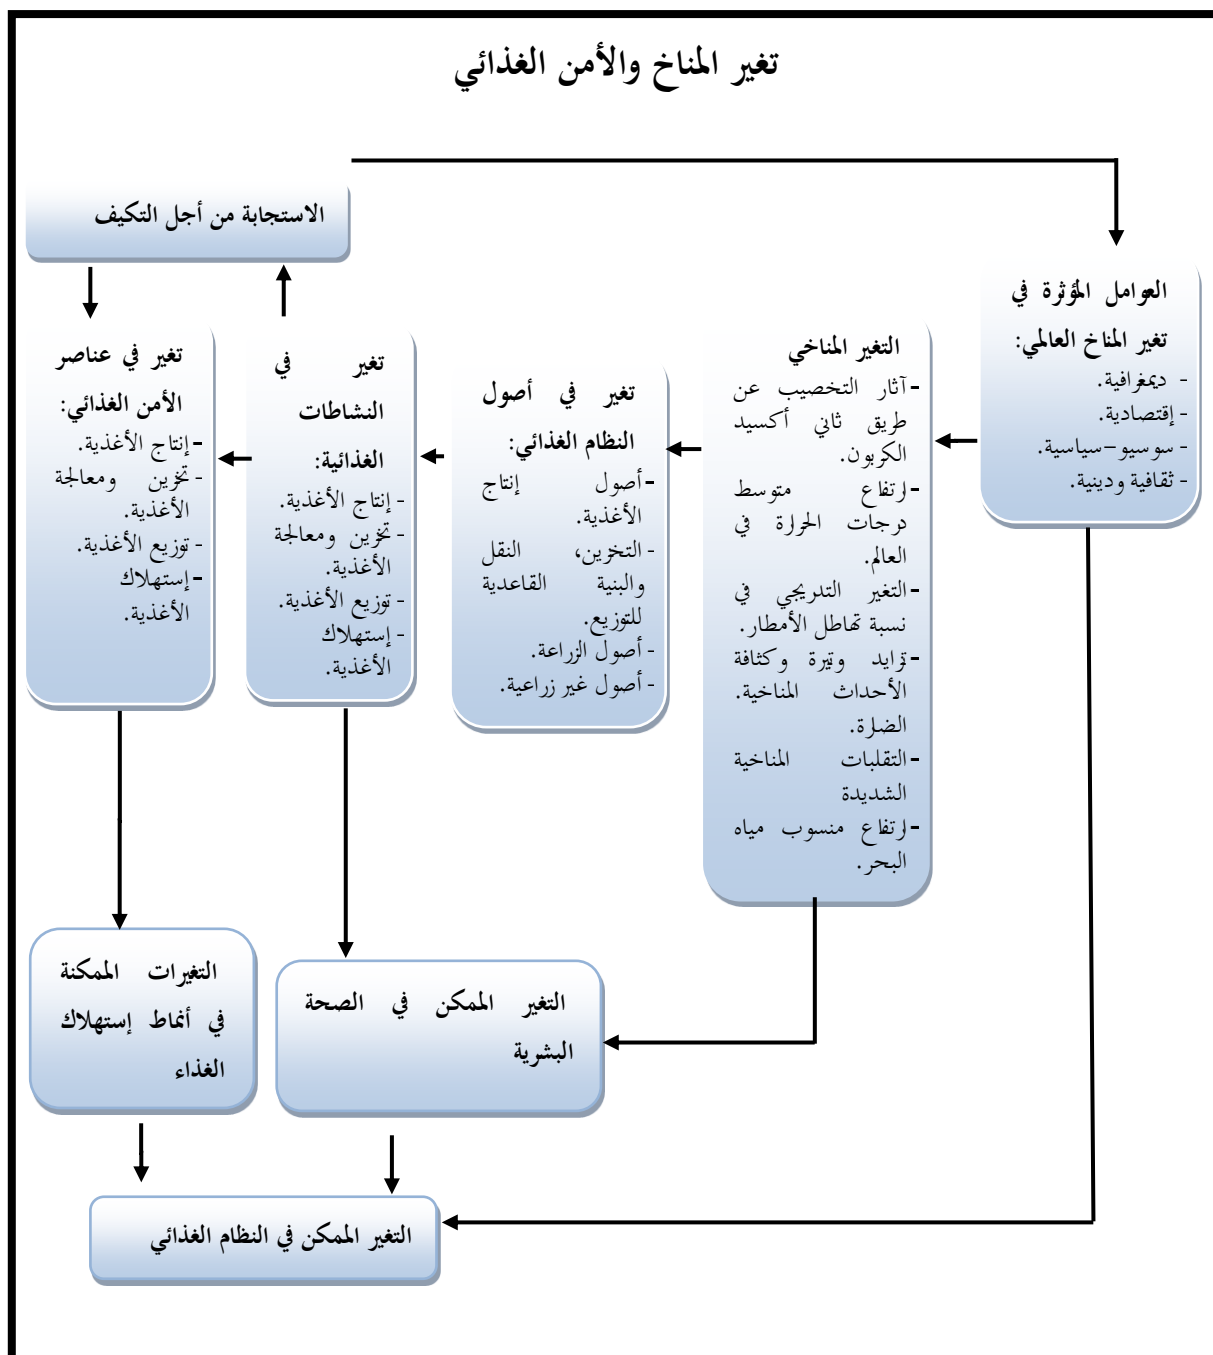 تغير المناخ والأمن الغذائي
الاستجابة من أجل التكيف
العوامل المؤثرة في
تغير المناخ العالمي:
- ديمغرافية.
- إقتصادية.
- سوسيو–سياسية.
- ثقافية ودينية.
التغير المناخي
- آثار التخصيب عن
طريق ثاني أكسيد
الكربون.
- ارتفاع متوسط
درجات الحرارة في
العالم.
- التغير التدريجي في
نسبة تهاطل الأمطار.
- تزايد وتيرة وكثافة
الأحداث المناخية.
الضارة.
- التقلبات المناخية
الشديدة
- ارتفاع منسوب مياه
البحر.
تغير في أصول
النظام الغذائي:
- أصول إنتاج
الأغذية.
- التخرين، النقل
والبنية القاعدية
للتوزيع.
- أصول الزراعة.
- أصول غير زراعية.
تغير في
النشاطات
الغذائية:
- إنتاج الأغذية.
- تخزين ومعالجة
الأغذية.
- توزيع الأغذية.
- إستهلاك
الأغذية.
تغير في عناصر
الأمن الغذائي:
- إنتاج الأغذية.
- تخزين ومعالجة
الأغذية.
- توزيع الأغذية.
- إستهلاك
الأغذية.
التغير الممكن في الصحة
البشرية
التغيرات الممكنة
في أنماط إستهلاك
الغذاء
التغير الممكن في النظام الغذائي